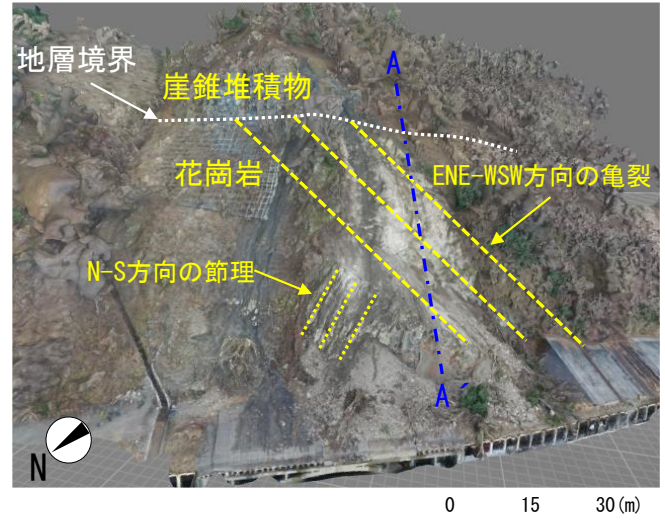 地層境界
崖錐堆積物
A
花崗岩
ENE-WSW方向の亀裂
N-S方向の節理
A´
N
0 15 30(m)